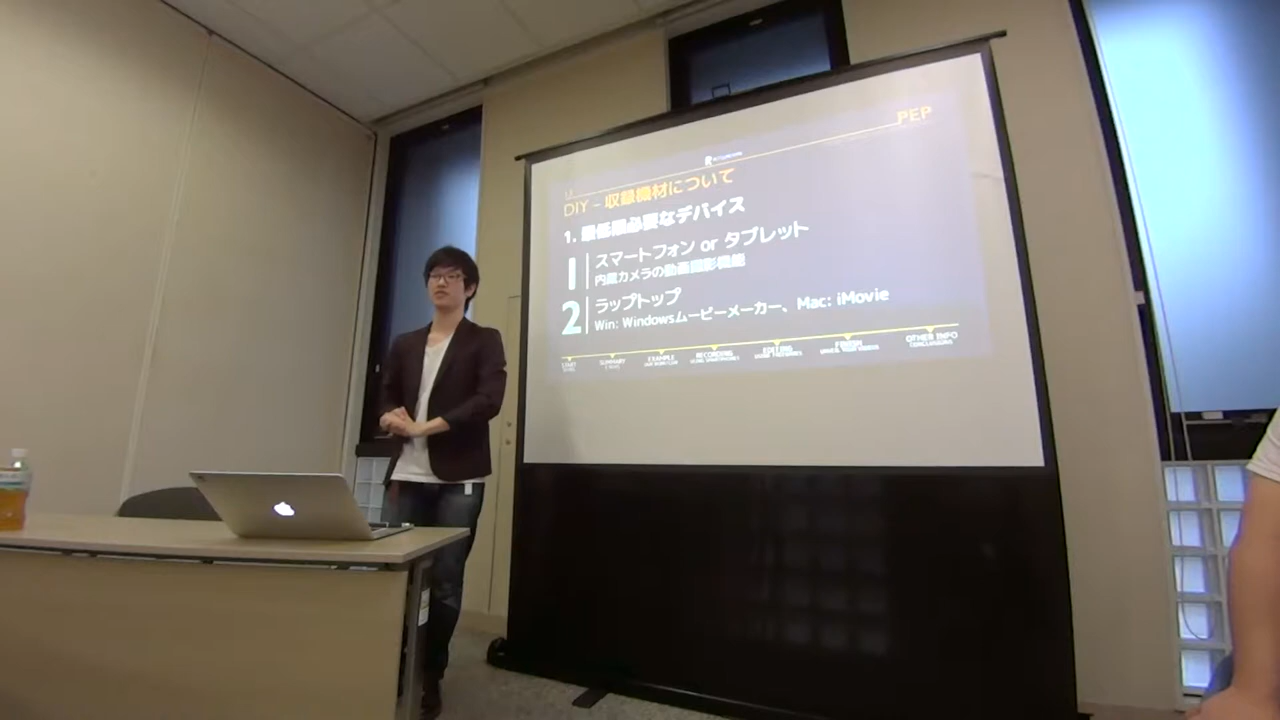 PEP
DIY – 収録機材について
1. 最低限必要なデバイス
1 スマートフォン or タブレット
内蔵カメラの動画撮影機能
2 ラップトップ
Win: Windowsムービーメーカー、Mac: iMovie
START
SUMMARY
EXAMPLE
RECORDING
EDITING
FINISH
OTHER INFO